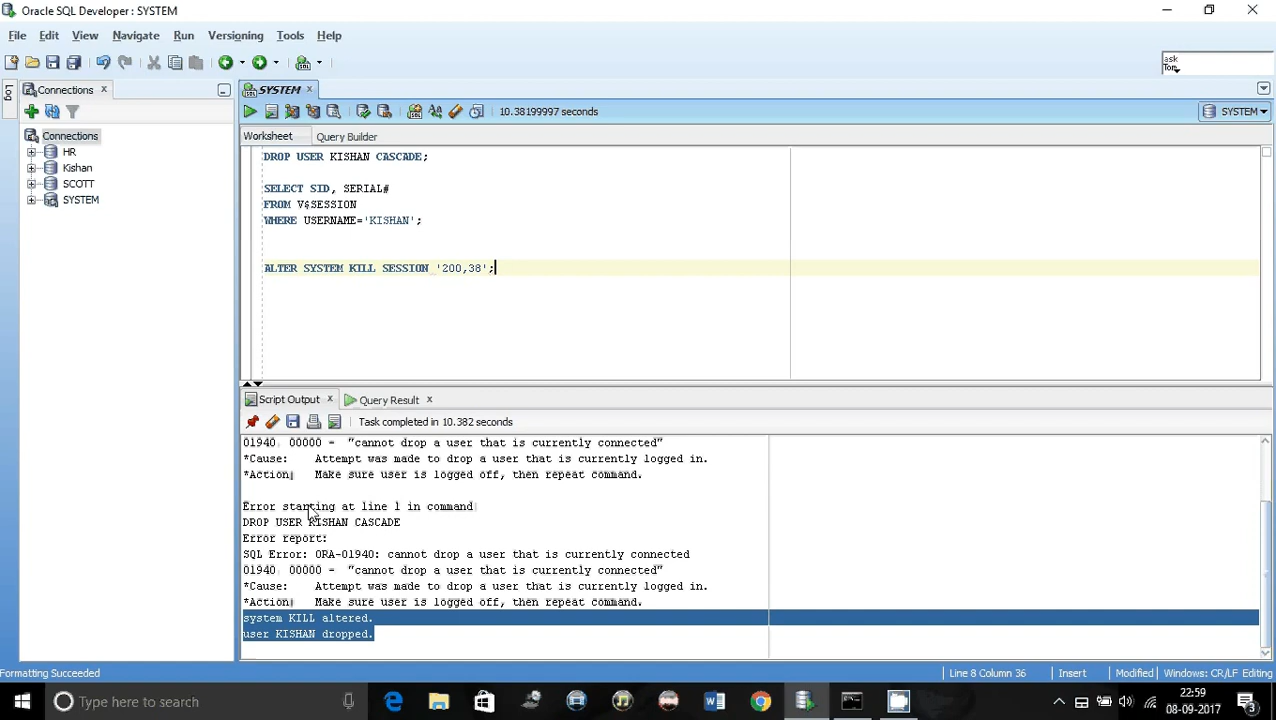 Oracle SQL Developer : SYSTEM
File Edit View Navigate Run Versioning Tools Help
ask
Tom
Log
Connections
SYSTEM
10.38199997 seconds
SYSTEM
Worksheet Query Builder
Connections
HR
Kishan
SCOTT
SYSTEM
DROP USER KISHAN CASCADE;
SELECT SID, SERIAL#
FROM V$SESSION
WHERE USERNAME='KISHAN';
ALTER SYSTEM KILL SESSION '200,38';
Script Output Query Result
Task completed in 10.382 seconds
01940. 00000 - "cannot drop a user that is currently connected"
*Cause: Attempt was made to drop a user that is currently logged in.
*Action: Make sure user is logged off, then repeat command.
Error starting at line 1 in command:
DROP USER KISHAN CASCADE
Error report:
SQL Error: ORA-01940: cannot drop a user that is currently connected
01940. 00000 - "cannot drop a user that is currently connected"
*Cause: Attempt was made to drop a user that is currently logged in.
*Action: Make sure user is logged off, then repeat command.
system KILL altered.
user KISHAN dropped.
Formatting Succeeded
Line 8 Column 36 Insert Modified Windows: CR/LF Editing
Type here to search
22:59
08-09-2017
3